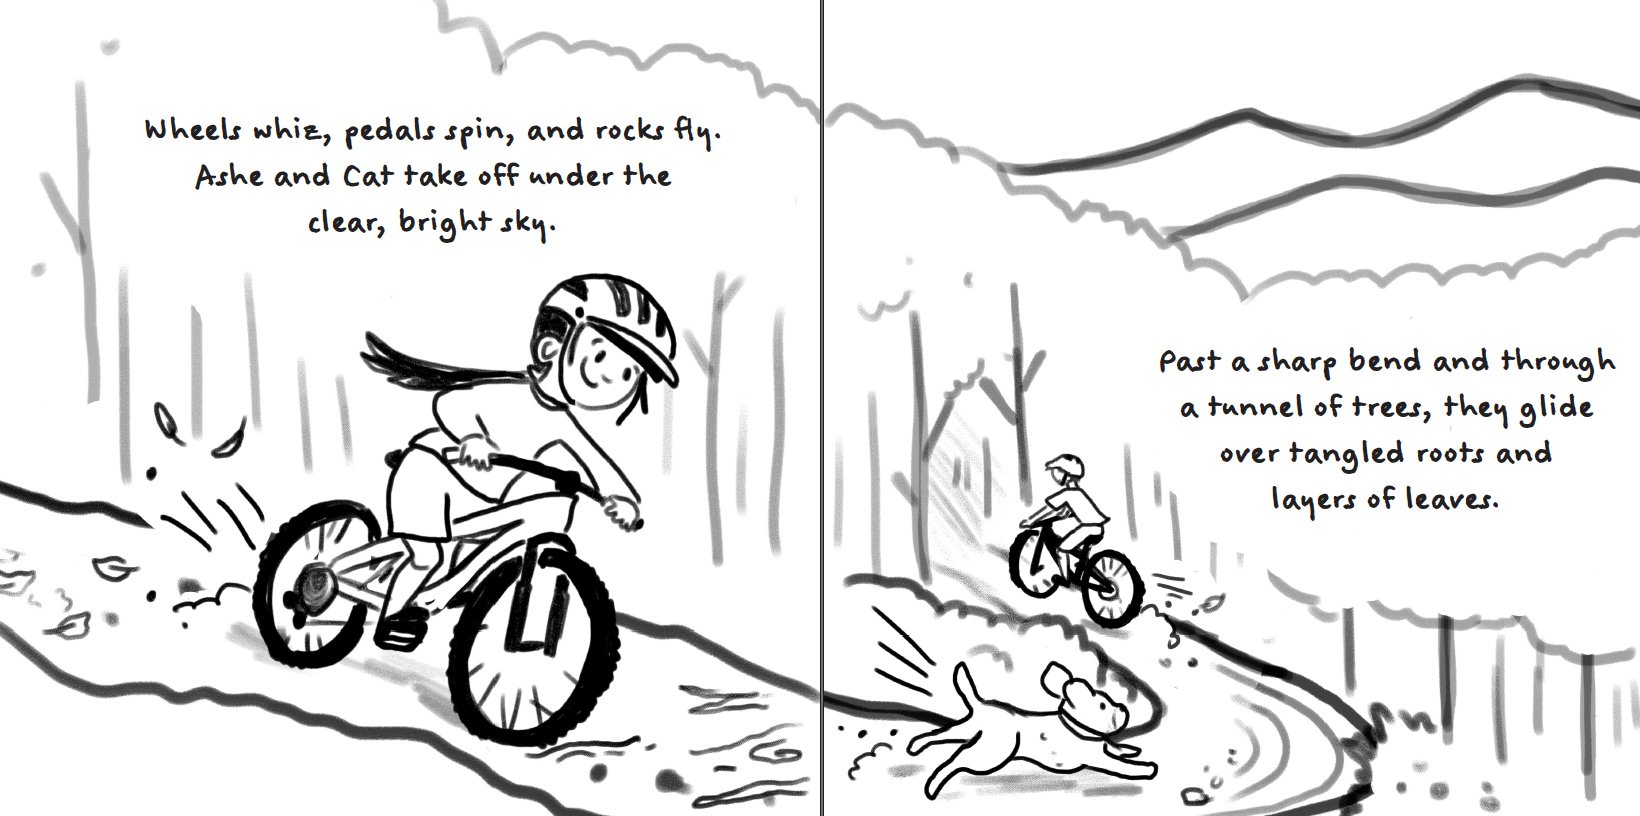 Wheels whiz, pedals spin, and rocks fly.
Ashe and Cat take off under the
clear, bright sky.
Past a sharp bend and through
a tunnel of trees, they glide
over tangled roots and
layers of leaves.